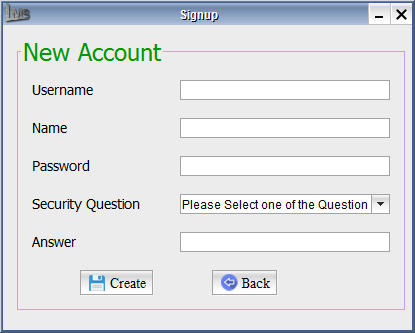 Signup
New Account
Username
Name
Password
Security Question
Please Select one of the Question
Answer
Create
Back